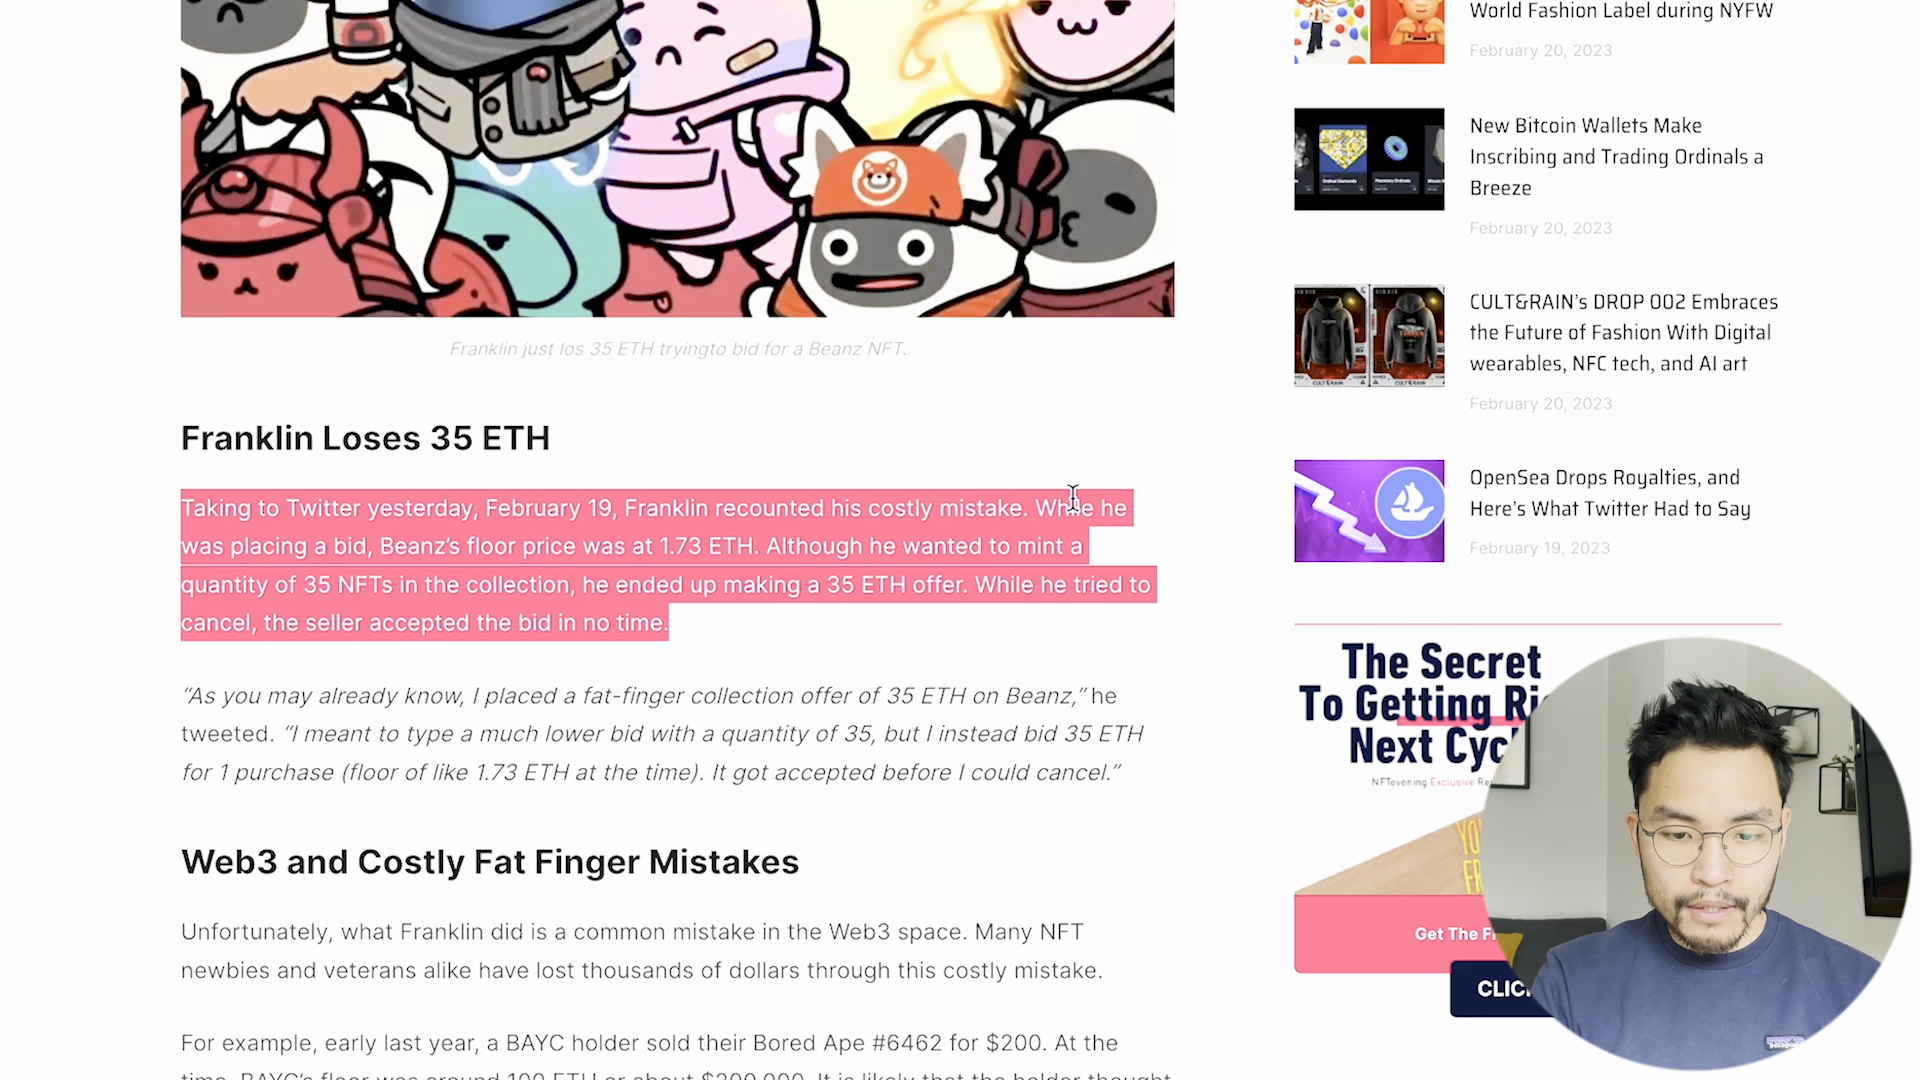 Franklin just los 35 ETH tryingto bid for a Beanz NFT.
Franklin Loses 35 ETH
Taking to Twitter yesterday, February 19, Franklin recounted his costly mistake. While he
was placing a bid, Beanz’s floor price was at 1.73 ETH. Although he wanted to mint a
quantity of 35 NFTs in the collection, he ended up making a 35 ETH offer. While he tried to
cancel, the seller accepted the bid in no time.
“As you may already know, I placed a fat-finger collection offer of 35 ETH on Beanz,” he
tweeted. “I meant to type a much lower bid with a quantity of 35, but I instead bid 35 ETH
for 1 purchase (floor of like 1.73 ETH at the time). It got accepted before I could cancel.”
Web3 and Costly Fat Finger Mistakes
Unfortunately, what Franklin did is a common mistake in the Web3 space. Many NFT
newbies and veterans alike have lost thousands of dollars through this costly mistake.
For example, early last year, a BAYC holder sold their Bored Ape #6462 for $200. At the
time, BAYC’s floor was around 100 ETH or about $200,000. It is likely that the holder thought
World Fashion Label during NYFW
February 20, 2023
New Bitcoin Wallets Make
Inscribing and Trading Ordinals a
Breeze
February 20, 2023
CULT&RAIN’s DROP 002 Embraces
the Future of Fashion With Digital
wearables, NFC tech, and AI art
February 20, 2023
OpenSea Drops Royalties, and
Here’s What Twitter Had to Say
February 19, 2023
The Secret
To Getting Ri
Next Cyc
NFTevening Exclusive Re
YO
FR
Get The F
CLIC